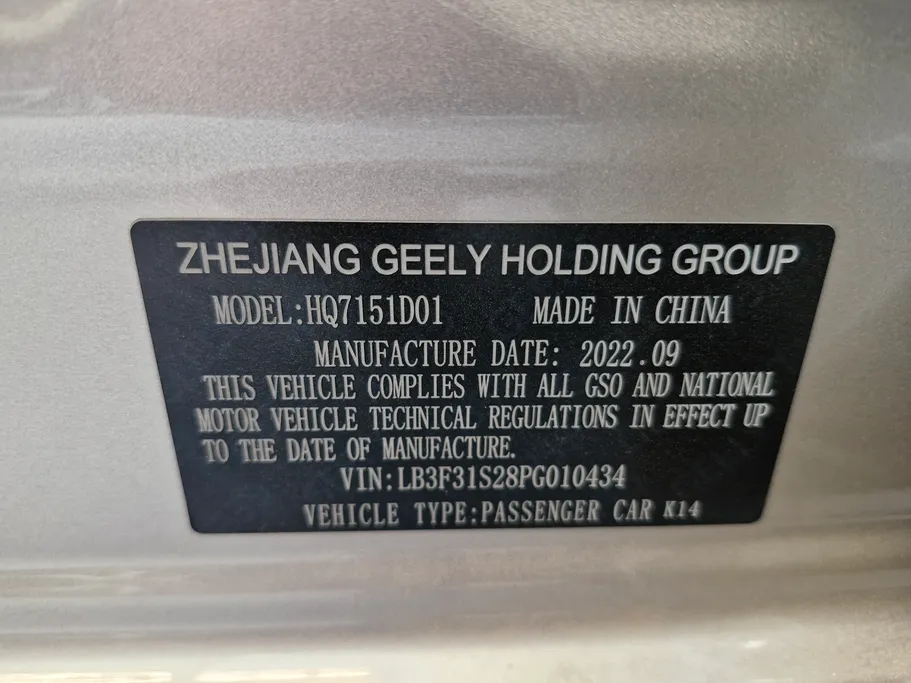 ZHEJIANG GEELY HOLDING GROUP
MODEL:HQ7151D01 MADE IN CHINA
MANUFACTURE DATE: 2022.09
THIS VEHICLE COMPLIES WITH ALL GSO AND NATIONAL
MOTOR VEHICLE TECHNICAL REGULATIONS IN EFFECT UP
TO THE DATE OF MANUFACTURE.
VIN:LB3F31S28PG010434
VEHICLE TYPE:PASSENGER CAR K14